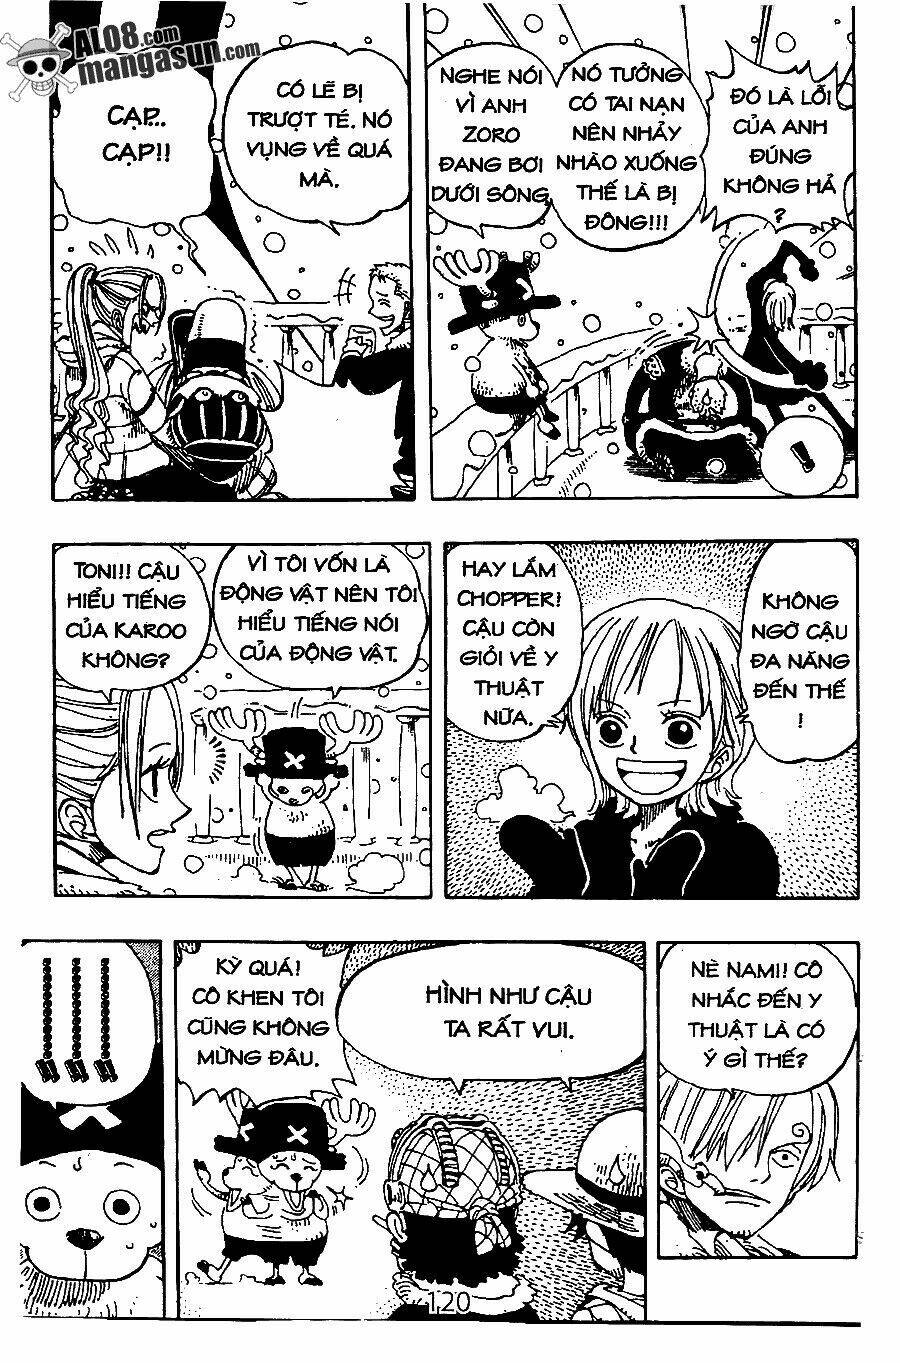 AL08.com
mangasun.com
CẠP..
CẠP!!
CÓ LẼ BỊ
TRƯỢT TÉ. NÓ
VỤNG VỀ QUÁ
MÀ.
NGHE NÓI
VÌ ANH
ZORO
ĐANG BƠI
DƯỚI SÔNG
NÓ TƯỞNG
CÓ TAI NẠN
NÊN NHẢY
NHÀO XUỐNG
THẾ LÀ BỊ
ĐÔNG!!!
ĐÓ LÀ LỖI
CỦA ANH
ĐÚNG
KHÔNG HẢ
?
!
TONI!! CẬU
HIỂU TIẾNG
CỦA KAROO
KHÔNG?
VÌ TÔI VỐN LÀ
ĐỘNG VẬT NÊN TÔI
HIỂU TIẾNG NÓI
CỦA ĐỘNG VẬT.
HAY LẮM
CHOPPER!
CẬU CÒN
GIỎI VỀ Y
THUẬT
NỮA.
KHÔNG
NGỜ CẬU
ĐA NĂNG
ĐẾN THẾ
!
!!!
KỲ QUÁ!
CÔ KHEN TÔI
CŨNG KHÔNG
MỪNG ĐÂU.
HÌNH NHƯ CẬU
TA RẤT VUI.
NÈ NAMI!! CÔ
NHẮC ĐẾN Y
THUẬT LÀ CÓ
Ý GÌ THẾ?
120